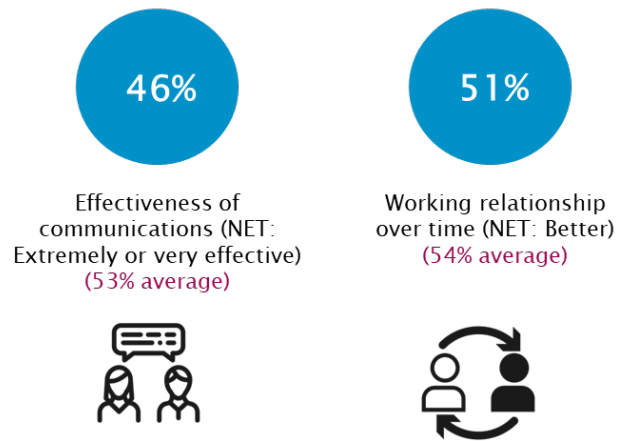 46%
Effectiveness of
communications (NET:
Extremely or very effective)
(53% average)
51%
Working relationship
over time (NET: Better)
(54% average)